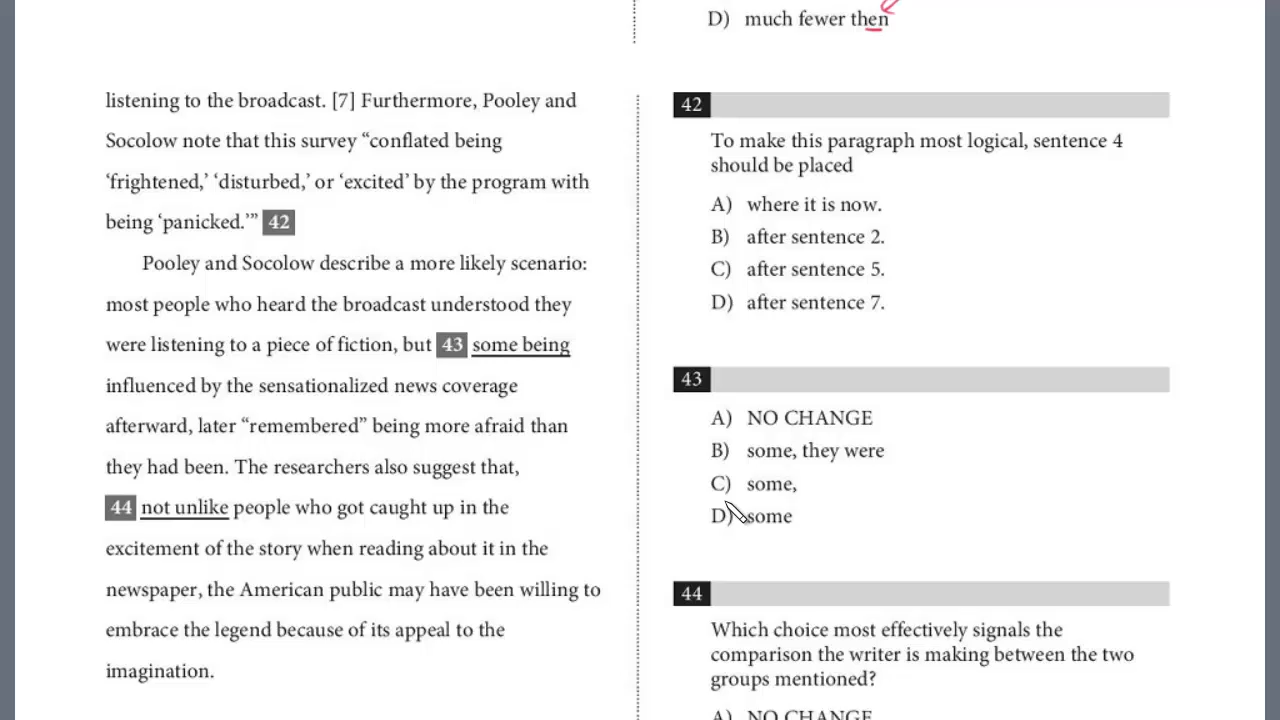 D) much fewer then
listening to the broadcast. [7] Furthermore, Pooley and
Socolow note that this survey “conflated being
‘frightened,’ ‘disturbed,’ or ‘excited’ by the program with
being ‘panicked.’” 42
Pooley and Socolow describe a more likely scenario:
most people who heard the broadcast understood they
were listening to a piece of fiction, but 43 some being
influenced by the sensationalized news coverage
afterward, later “remembered” being more afraid than
they had been. The researchers also suggest that,
44 not unlike people who got caught up in the
excitement of the story when reading about it in the
newspaper, the American public may have been willing to
embrace the legend because of its appeal to the
imagination.
42
To make this paragraph most logical, sentence 4
should be placed
A) where it is now.
B) after sentence 2.
C) after sentence 5.
D) after sentence 7.
43
A) NO CHANGE
B) some, they were
C) some,
D) some
44
Which choice most effectively signals the
comparison the writer is making between the two
groups mentioned?
A) NO CHANGE